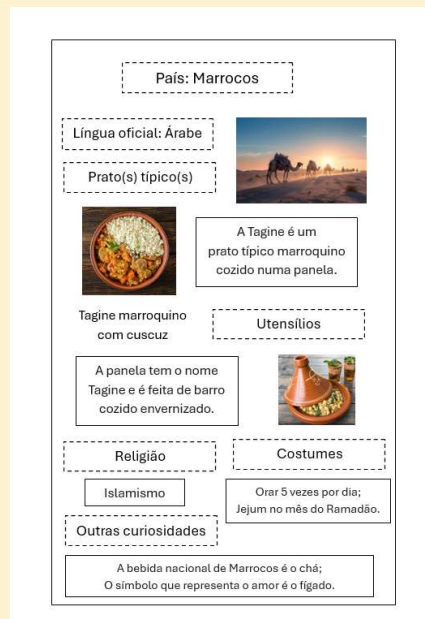 País: Marrocos
Língua oficial: Árabe
Prato(s) típico(s)
A Tagine é um
prato típico marroquino
cozido numa panela.
Tagine marroquino
com cuscuz
Utensílios
A panela tem o nome
Tagine e é feita de barro
cozido envernizado.
Religião
Costumes
Islamismo
Orar 5 vezes por dia;
Jejum no mês do Ramadão.
Outras curiosidades
A bebida nacional de Marrocos é o chá;
O símbolo que representa o amor é o fígado.